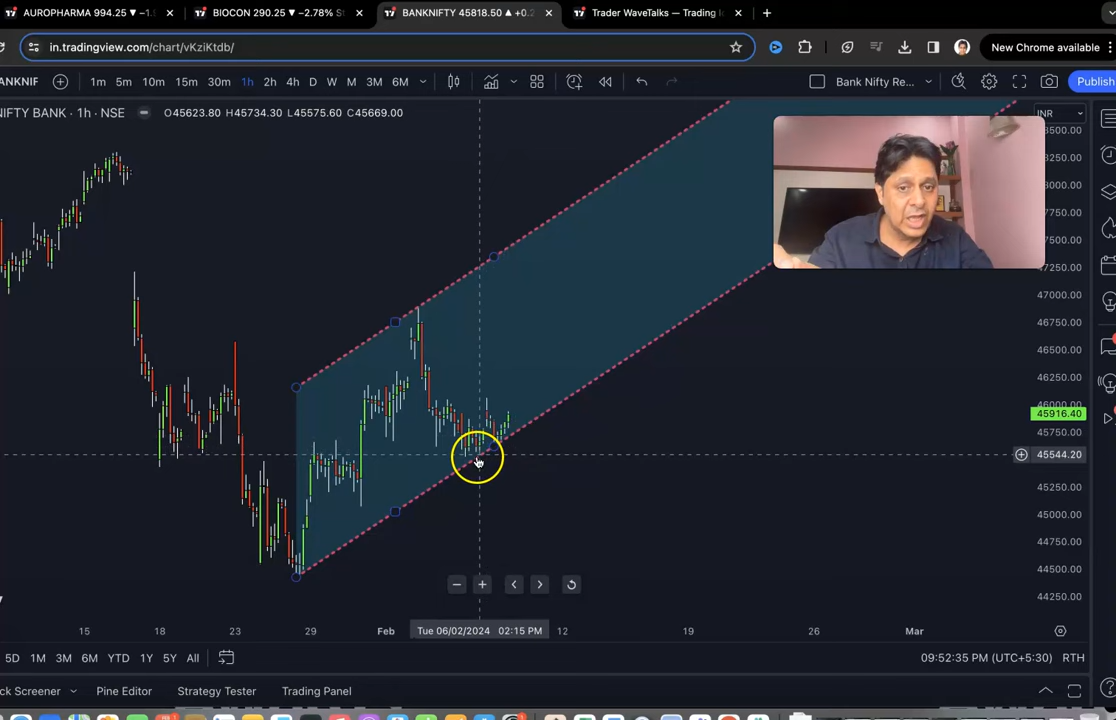 AUROPHARMA 994.25 ▼ −1.
BIOCON 290.25 ▼ −2.78% S
BANKNIFTY 45818.50 ▲ +0.2
Trader WaveTalks — Trading I
in.tradingview.com/chart/vKziKtdb/
New Chrome available
ANKNIF 1m 5m 10m 15m 30m 1h 2h 4h D W M 3M 6M Bank Nifty Re... Publish
NIFTY BANK · 1h · NSE O45623.80 H45734.30 L45575.60 C45669.00
INR
8500.00
48250.00
48000.00
47750.00
47500.00
47250.00
47000.00
46750.00
46500.00
46250.00
46000.00
45916.40
45750.00
45544.20
45250.00
45000.00
44750.00
44500.00
44250.00
15 18 23 29 Feb Tue 06/02/2024 02:15 PM 12 19 26 Mar
5D 1M 3M 6M YTD 1Y 5Y All 09:52:35 PM (UTC+5:30) RTH
ck Screener Pine Editor Strategy Tester Trading Panel